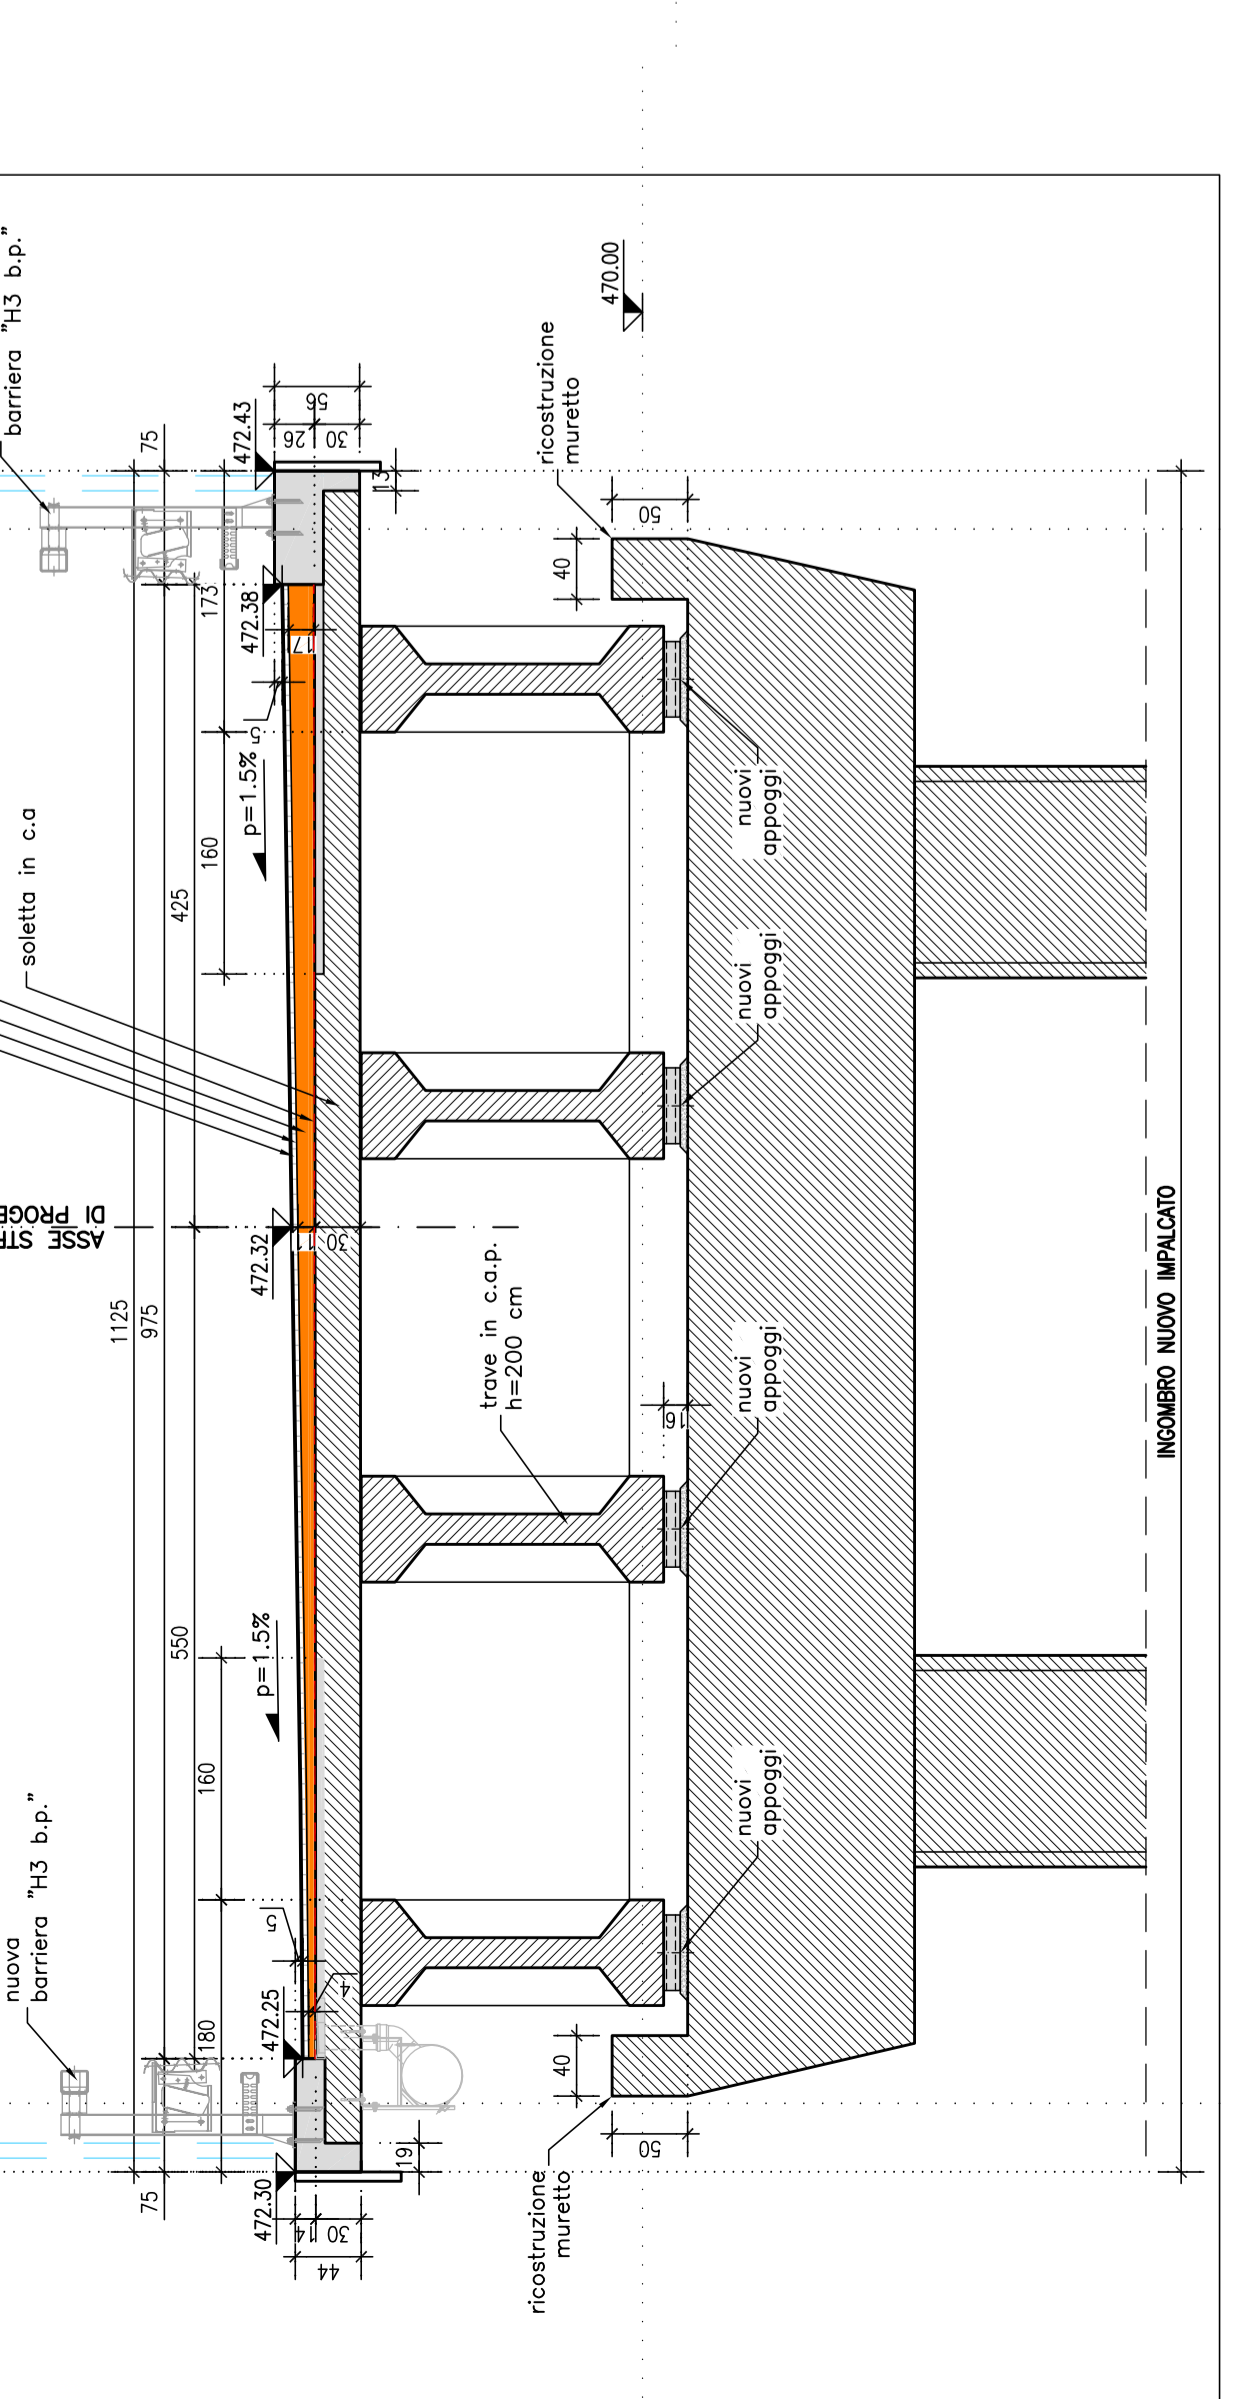 nuova
barriera "H3 b.p."
barriera "H3 b.p."
soletta in c.a
ASSE STR
DI PROGE
1125
975
75
75
550
425
180
160
160
173
472.30
472.25
472.32
472.38
472.43
p=1.5%
p=1.5%
5
4
11
30
5
17
14
30
44
26
30
56
19
13
trave in c.a.p.
h=200 cm
470.00
ricostruzione
muretto
ricostruzione
muretto
40
50
40
50
16
nuovi
appoggi
nuovi
appoggi
nuovi
appoggi
nuovi
appoggi
INGOMBRO NUOVO IMPALCATO